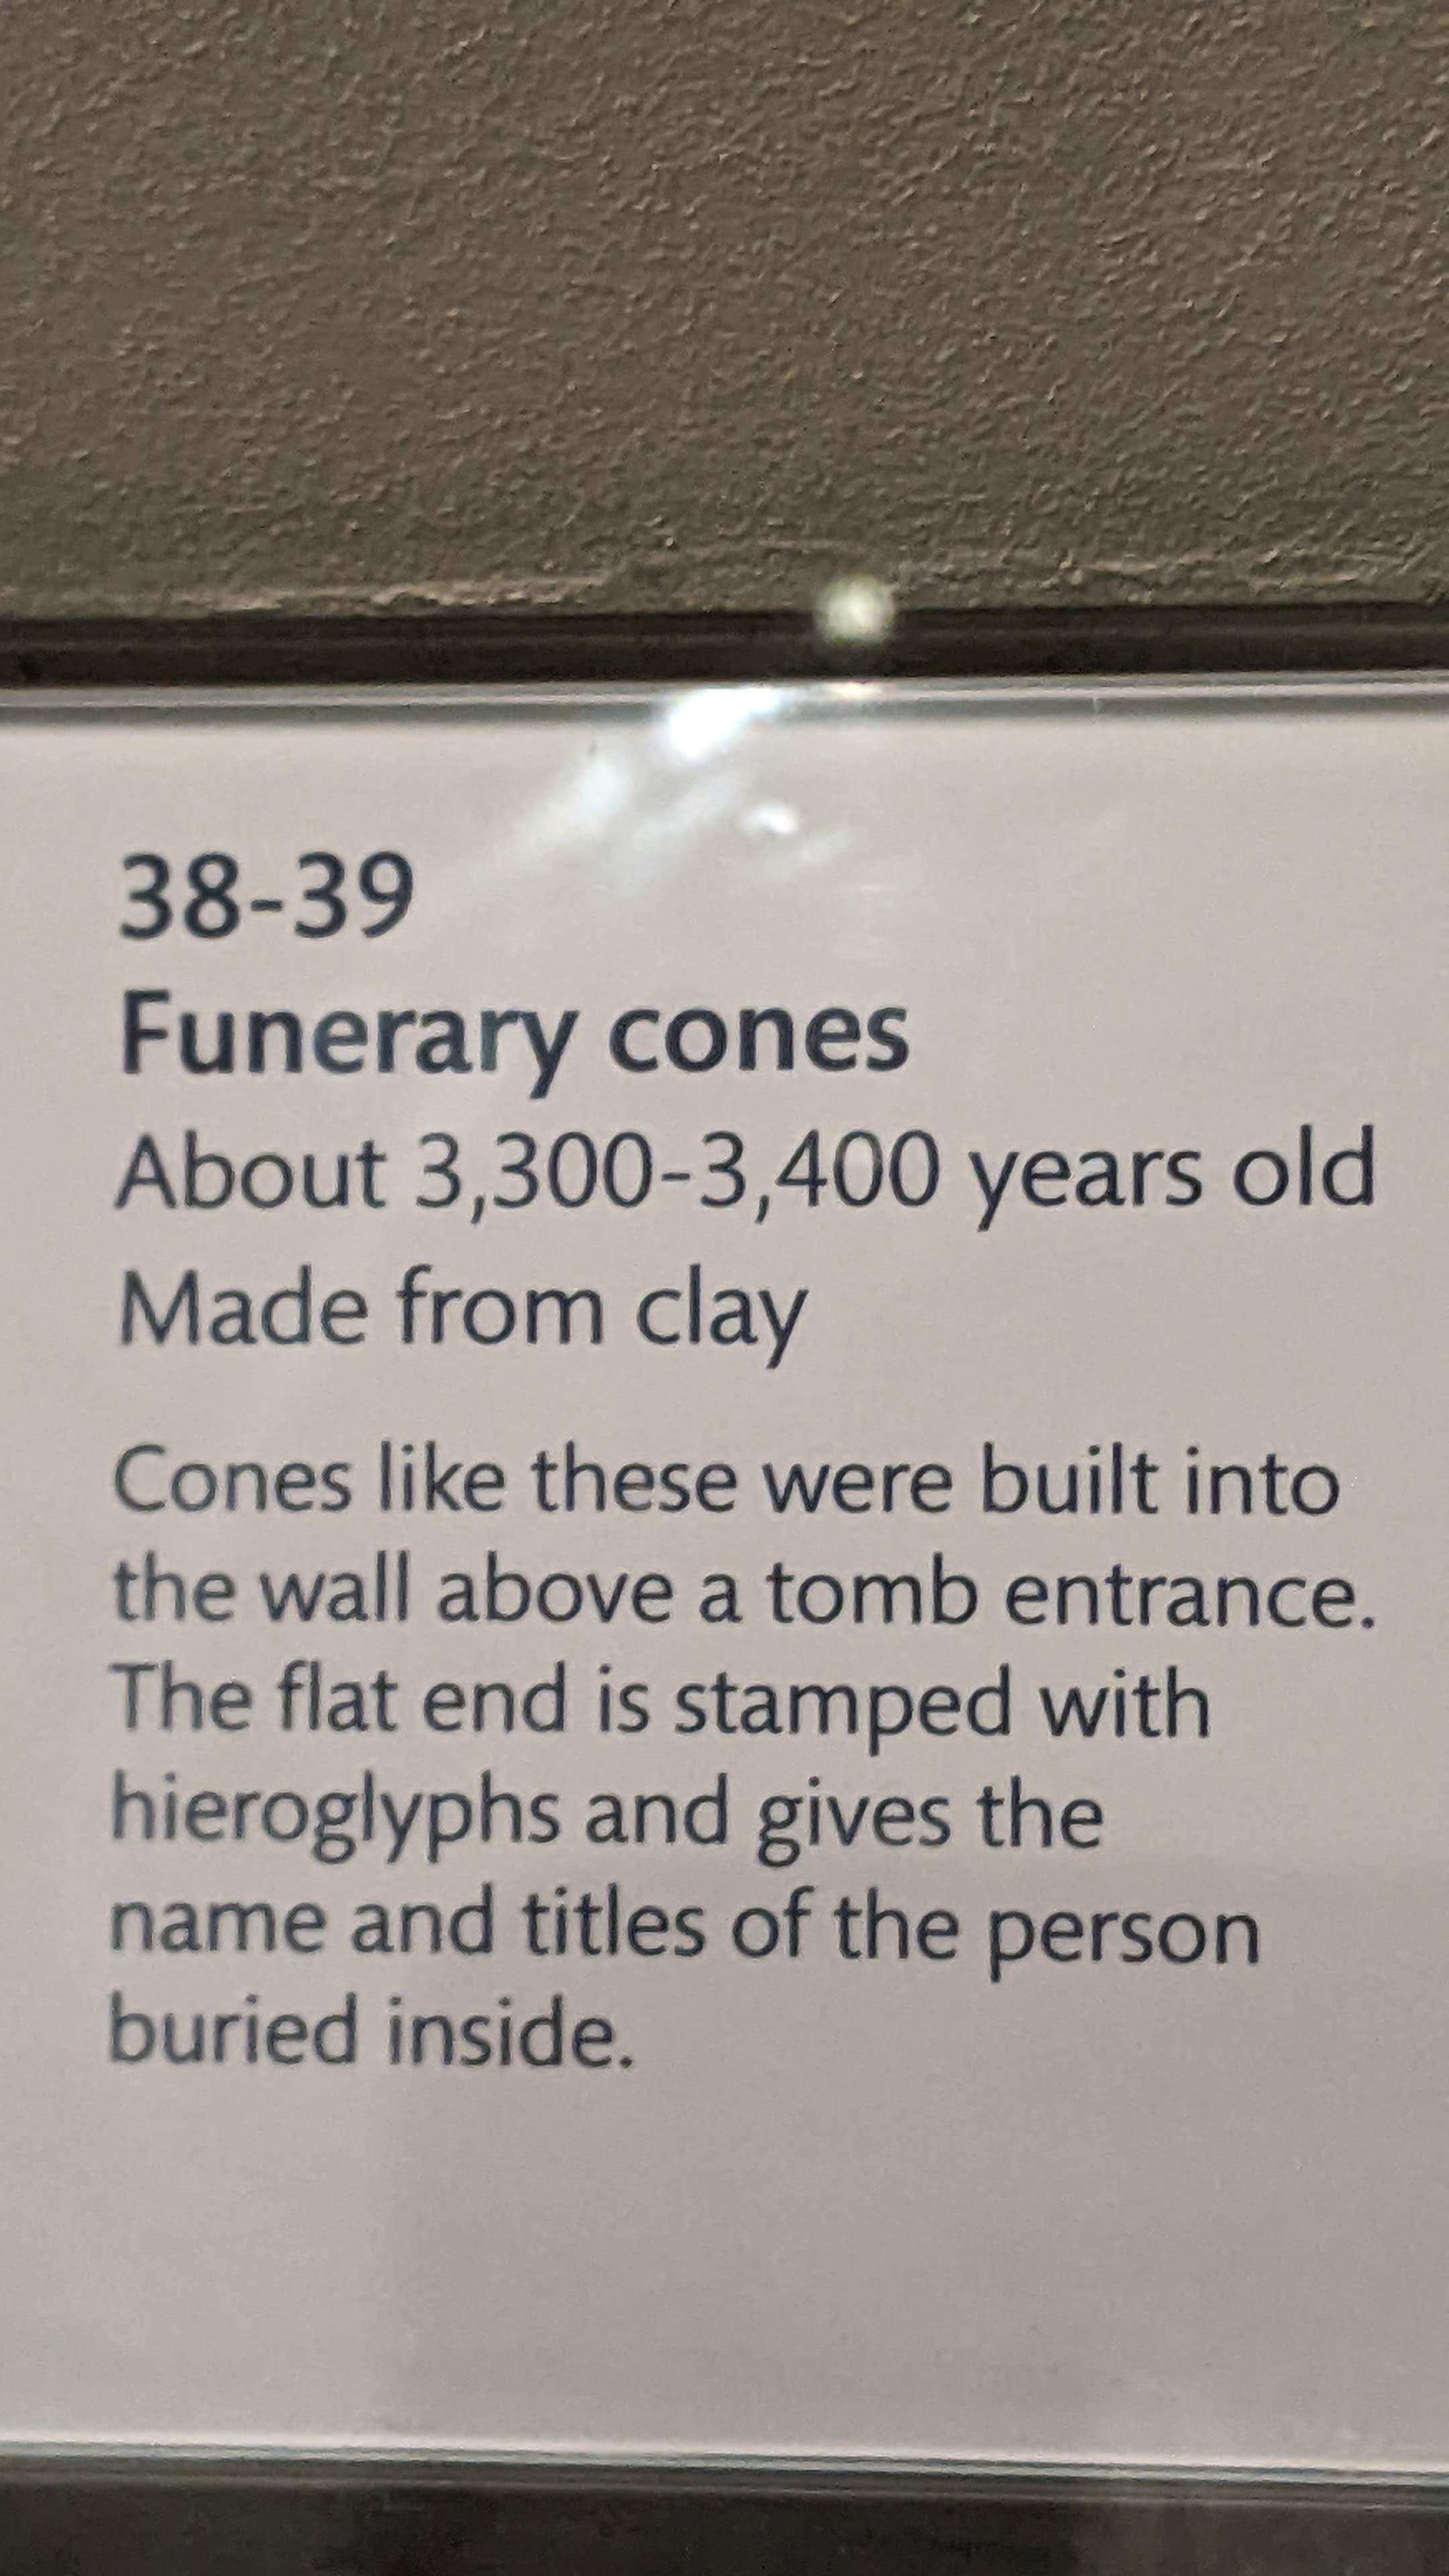 38-39
Funerary cones
About 3,300-3,400 years old
Made from clay
Cones like these were built into
the wall above a tomb entrance.
The flat end is stamped with
hieroglyphs and gives the
name and titles of the person
buried inside.